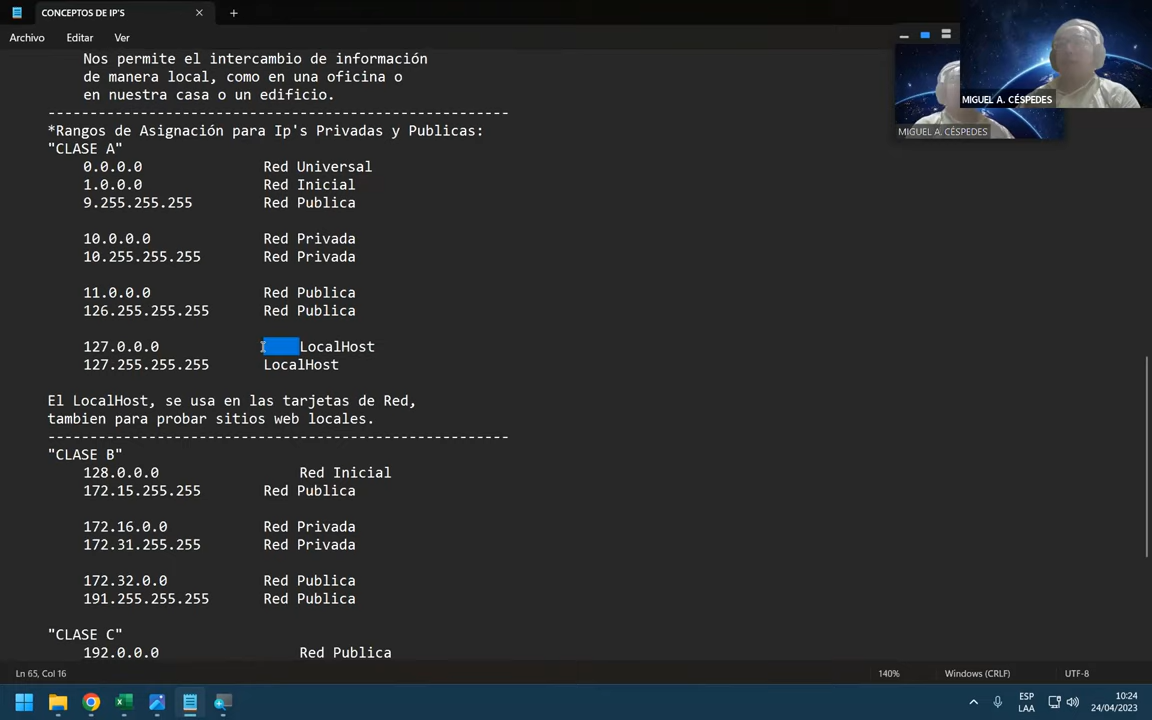 CONCEPTOS DE IP'S
Archivo Editar Ver
Nos permite el intercambio de información
de manera local, como en una oficina o
en nuestra casa o un edificio.
-------------------------------------------------------
*Rangos de Asignación para Ip's Privadas y Publicas:
"CLASE A"
0.0.0.0 Red Universal
1.0.0.0 Red Inicial
9.255.255.255 Red Publica
10.0.0.0 Red Privada
10.255.255.255 Red Privada
11.0.0.0 Red Publica
126.255.255.255 Red Publica
127.0.0.0 LocalHost
127.255.255.255 LocalHost
El LocalHost, se usa en las tarjetas de Red,
tambien para probar sitios web locales.
-------------------------------------------------------
"CLASE B"
128.0.0.0 Red Inicial
172.15.255.255 Red Publica
172.16.0.0 Red Privada
172.31.255.255 Red Privada
172.32.0.0 Red Publica
191.255.255.255 Red Publica
"CLASE C"
192.0.0.0 Red Publica
MIGUEL A. CÉSPEDES
MIGUEL A. CÉSPEDES
Ln 65, Col 16 140% Windows (CRLF) UTF-8
ESP
LAA
10:24
24/04/2023